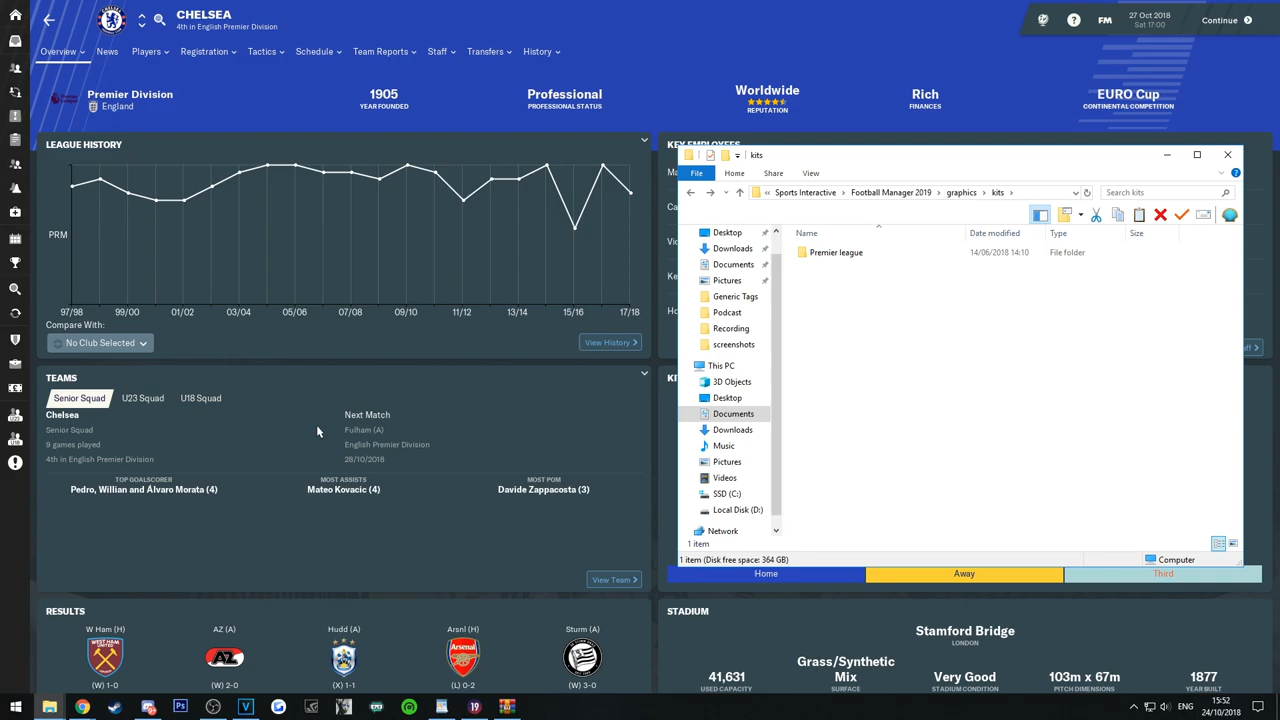 CHELSEA
4th in English Premier Division
FM
27 Oct 2018
Sat 17:00
Continue
Overview
News
Players
Registration
Tactics
Schedule
Team Reports
Staff
Transfers
History
Premier Division
England
1905
YEAR FOUNDED
Professional
PROFESSIONAL STATUS
Worldwide
REPUTATION
Rich
FINANCES
EURO Cup
CONTINENTAL COMPETITION
LEAGUE HISTORY
PRM
97/98 99/00 01/02 03/04 05/06 07/08 09/10 11/12 13/14 15/16 17/18
Compare With:
No Club Selected
View History
TEAMS
Senior Squad U23 Squad U18 Squad
Chelsea
Senior Squad
9 games played
4th in English Premier Division
Next Match
Fulham (A)
English Premier Division
28/10/2018
TOP GOALSCORER
Pedro, Willian and Álvaro Morata (4)
MOST ASSISTS
Mateo Kovacic (4)
MOST POM
Davide Zappacosta (3)
View Team
RESULTS
W Ham (H) AZ (A) Hudd (A) Arsnl (H) Sturm (A)
(W) 1-0 (W) 2-0 (X) 1-1 (L) 0-2 (W) 3-0
kits
File Home Share View
« Sports Interactive > Football Manager 2019 > graphics > kits >
Search kits
Name Date modified Type Size
Premier league 14/06/2018 14:10 File folder
Desktop
Downloads
Documents
Pictures
Generic Tags
Podcast
Recording
screenshots
This PC
3D Objects
Desktop
Documents
Downloads
Music
Pictures
Videos
SSD (C:)
Local Disk (D:)
Network
1 item
1 item (Disk free space: 364 GB)
Computer
Home Away Third
STADIUM
Stamford Bridge
LONDON
41,631
USED CAPACITY
Grass/Synthetic
Mix
SURFACE
Very Good
STADIUM CONDITION
103m x 67m
PITCH DIMENSIONS
1877
YEAR BUILT
ENG
15:52
24/10/2018